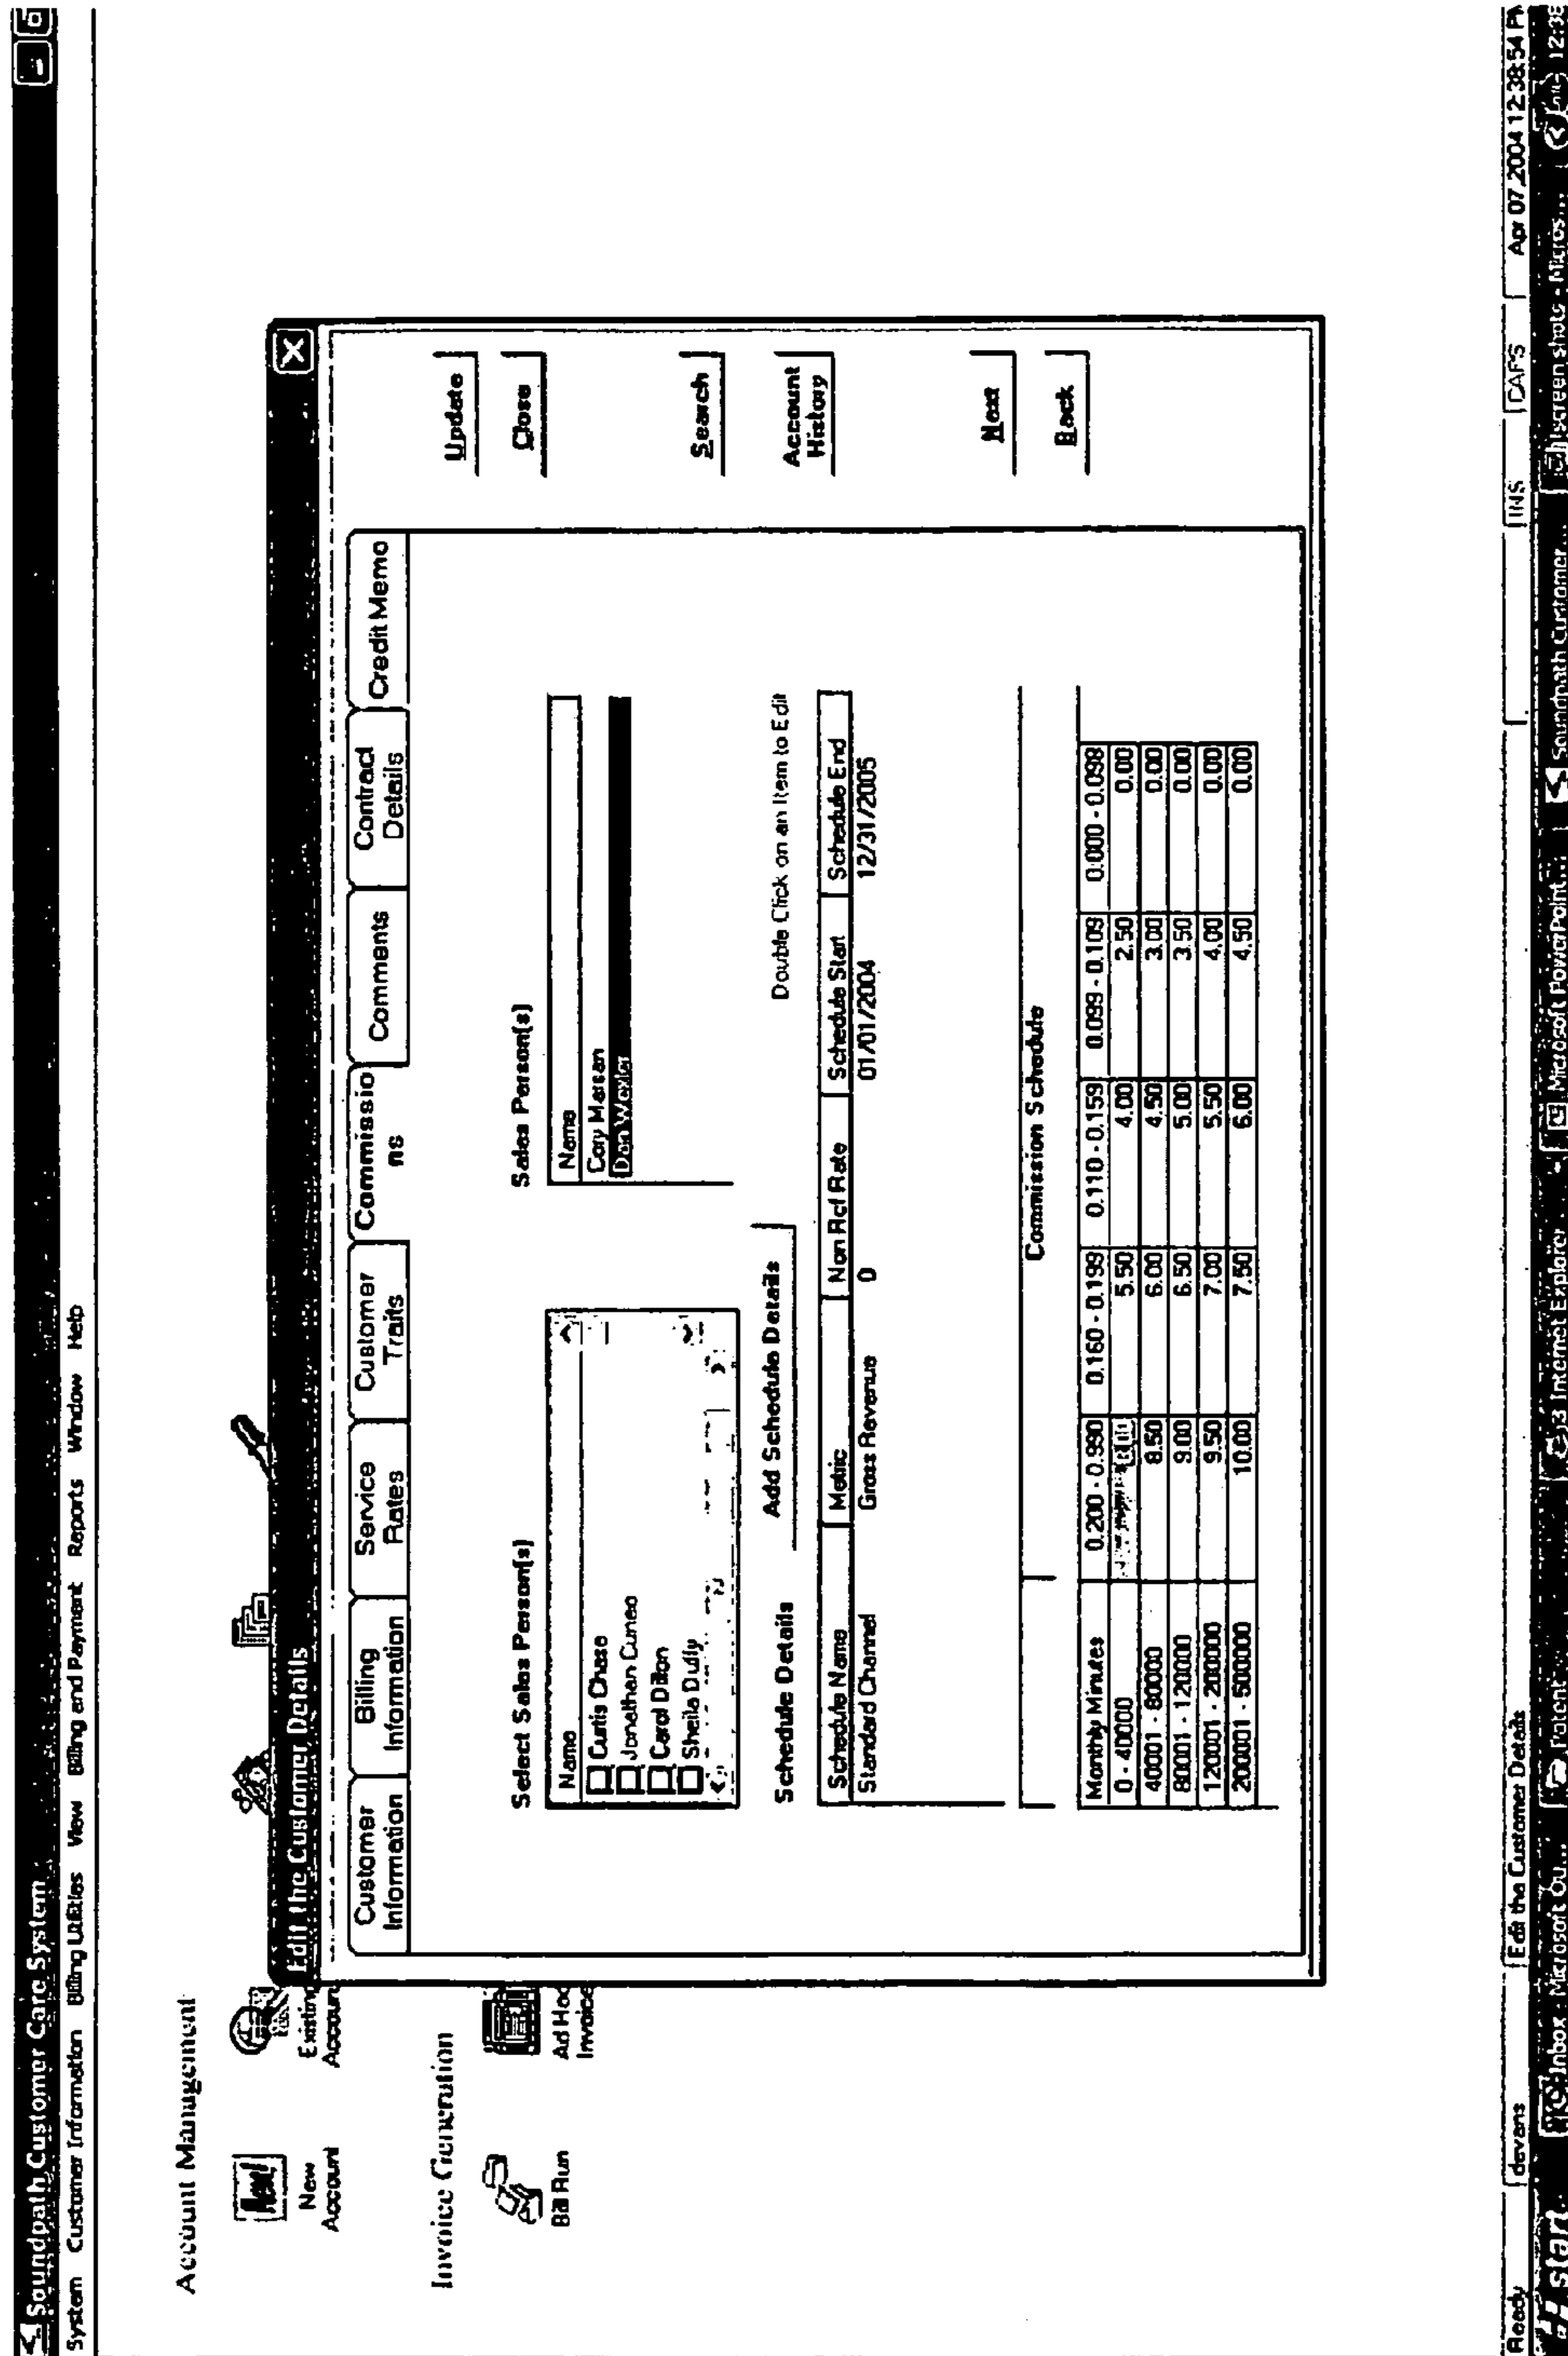 Soundpath Customer Care System
System Customer Information Billing Utilities View Billing and Payment Reports Window Help
Account Management
New!
New Account
Existing Account
Invoice Generation
Bill Run
Ad Hoc Invoice
Edit the Customer Details
X
Customer Information
Billing Information
Service Rates
Customer Traits
Commissio ns
Comments
Contract Details
Credit Memo
Update
Close
Search
Account History
Next
Back
Select Sales Person(s)
Name
Curtis Chase
Jonathan Cuneo
Carol Dillon
Sheila Duffy
Sales Person(s)
Name
Cory
Don
Schedule Details
Add Schedule Details
Double Click on an Item to Edit
Schedule Name Metric Non Rcf Rate Schedule Start Schedule End
Standard Channel Gross Revenue 0 01/01/2004 12/31/2005
Commission Schedule
Monthly Minutes 0.200 - 0.990 0.160 - 0.199 0.110 - 0.159 0.099 - 0.109 0.000 - 0.098
0 - 40000 5.50 4.00 2.50 0.00
40001 - 80000 8.50 6.00 4.50 3.00 0.00
80001 - 120000 9.00 6.50 5.00 3.50 0.00
120001 - 200000 9.50 7.00 5.50 4.00 0.00
200001 - 500000 10.00 7.50 6.00 4.50 0.00
Ready devans Edit the Customer Details INS CAPS Apr 07,2004 12:38:54 PM
start Inbox - Microsoft Ou... Patent 3 Internet Explorer Microsoft PowerPoint ... Soundpath Customer... screen shots - Micros... 12:38